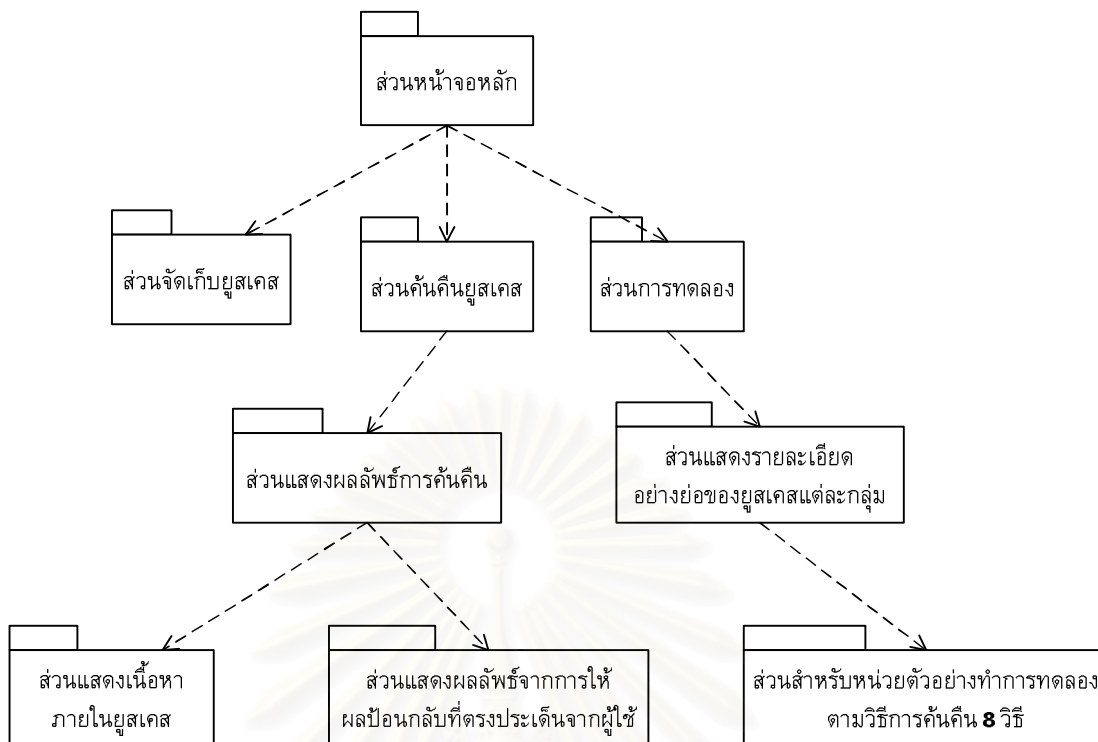 ส่วนหน้าจอหลัก
ส่วนจัดเก็บยูสเคส
ส่วนค้นคืนยูสเคส
ส่วนการทดลอง
ส่วนแสดงผลลัพธ์การค้นคืน
ส่วนแสดงรายละเอียด
อย่างย่อของยูสเคสแต่ละกลุ่ม
ส่วนแสดงเนื้อหา
ภายในยูสเคส
ส่วนแสดงผลลัพธ์จากการให้
ผลป้อนกลับที่ตรงประเด็นจากผู้ใช้
ส่วนสำหรับหน่วยตัวอย่างทำการทดลอง
ตามวิธีการค้นคืน 8 วิธี